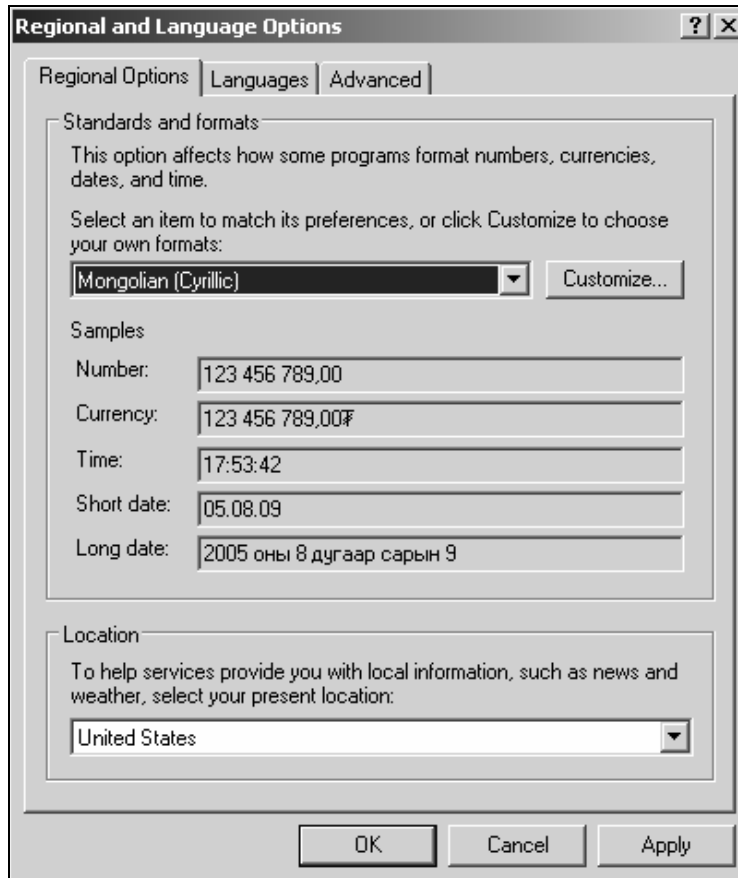 Regional and Language Options
Regional Options Languages Advanced
Standards and formats
This option affects how some programs format numbers, currencies,
dates, and time.
Select an item to match its preferences, or click Customize to choose
your own formats:
Mongolian (Cyrillic) Customize...
Samples
Number: 123 456 789,00
Currency: 123 456 789,00₮
Time: 17:53:42
Short date: 05.08.09
Long date: 2005 оны 8 дугаар сарын 9
Location
To help services provide you with local information, such as news and
weather, select your present location:
United States
OK Cancel Apply